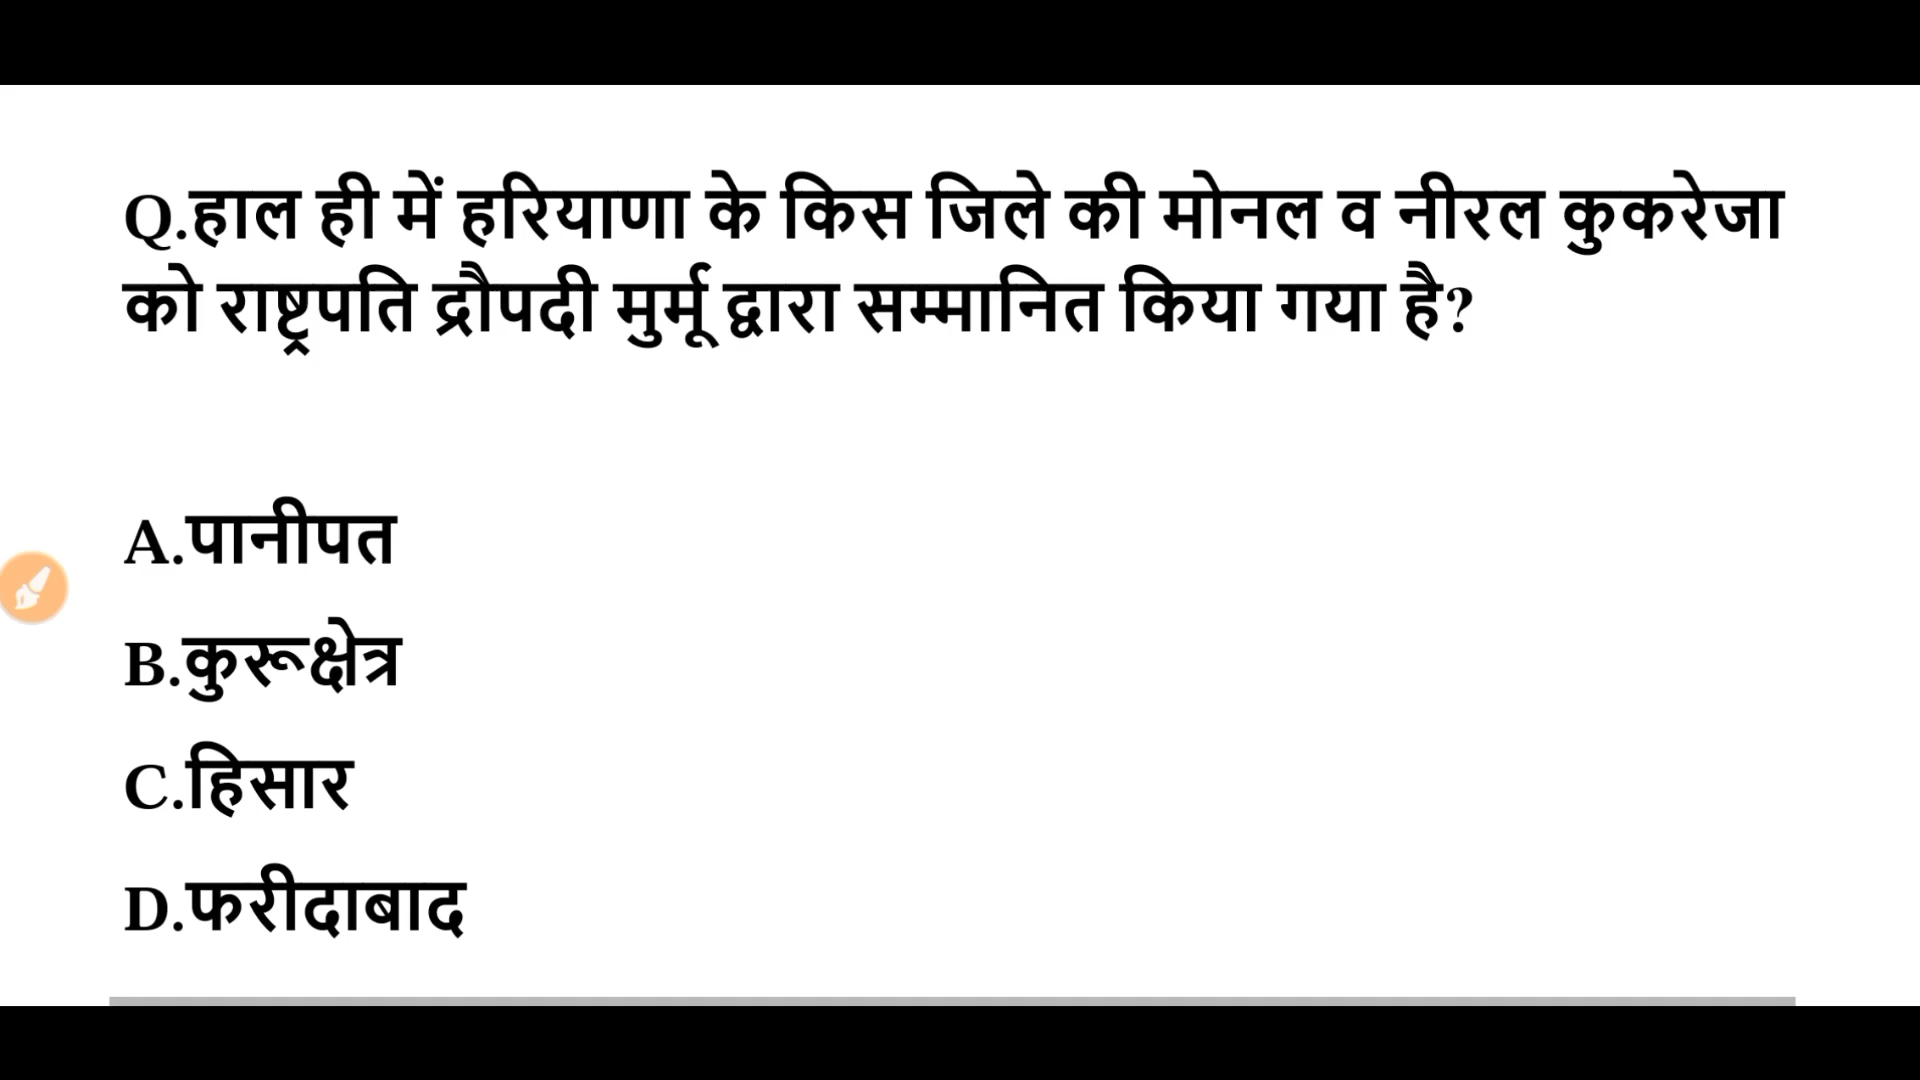 Q.हाल ही में हरियाणा के किस जिले की मोनल व नीरल कुकरेजा
को राष्ट्रपति द्रौपदी मुर्मू द्वारा सम्मानित किया गया है?
A.पानीपत
B.कुरूक्षेत्र
C.हिसार
D.फरीदाबाद